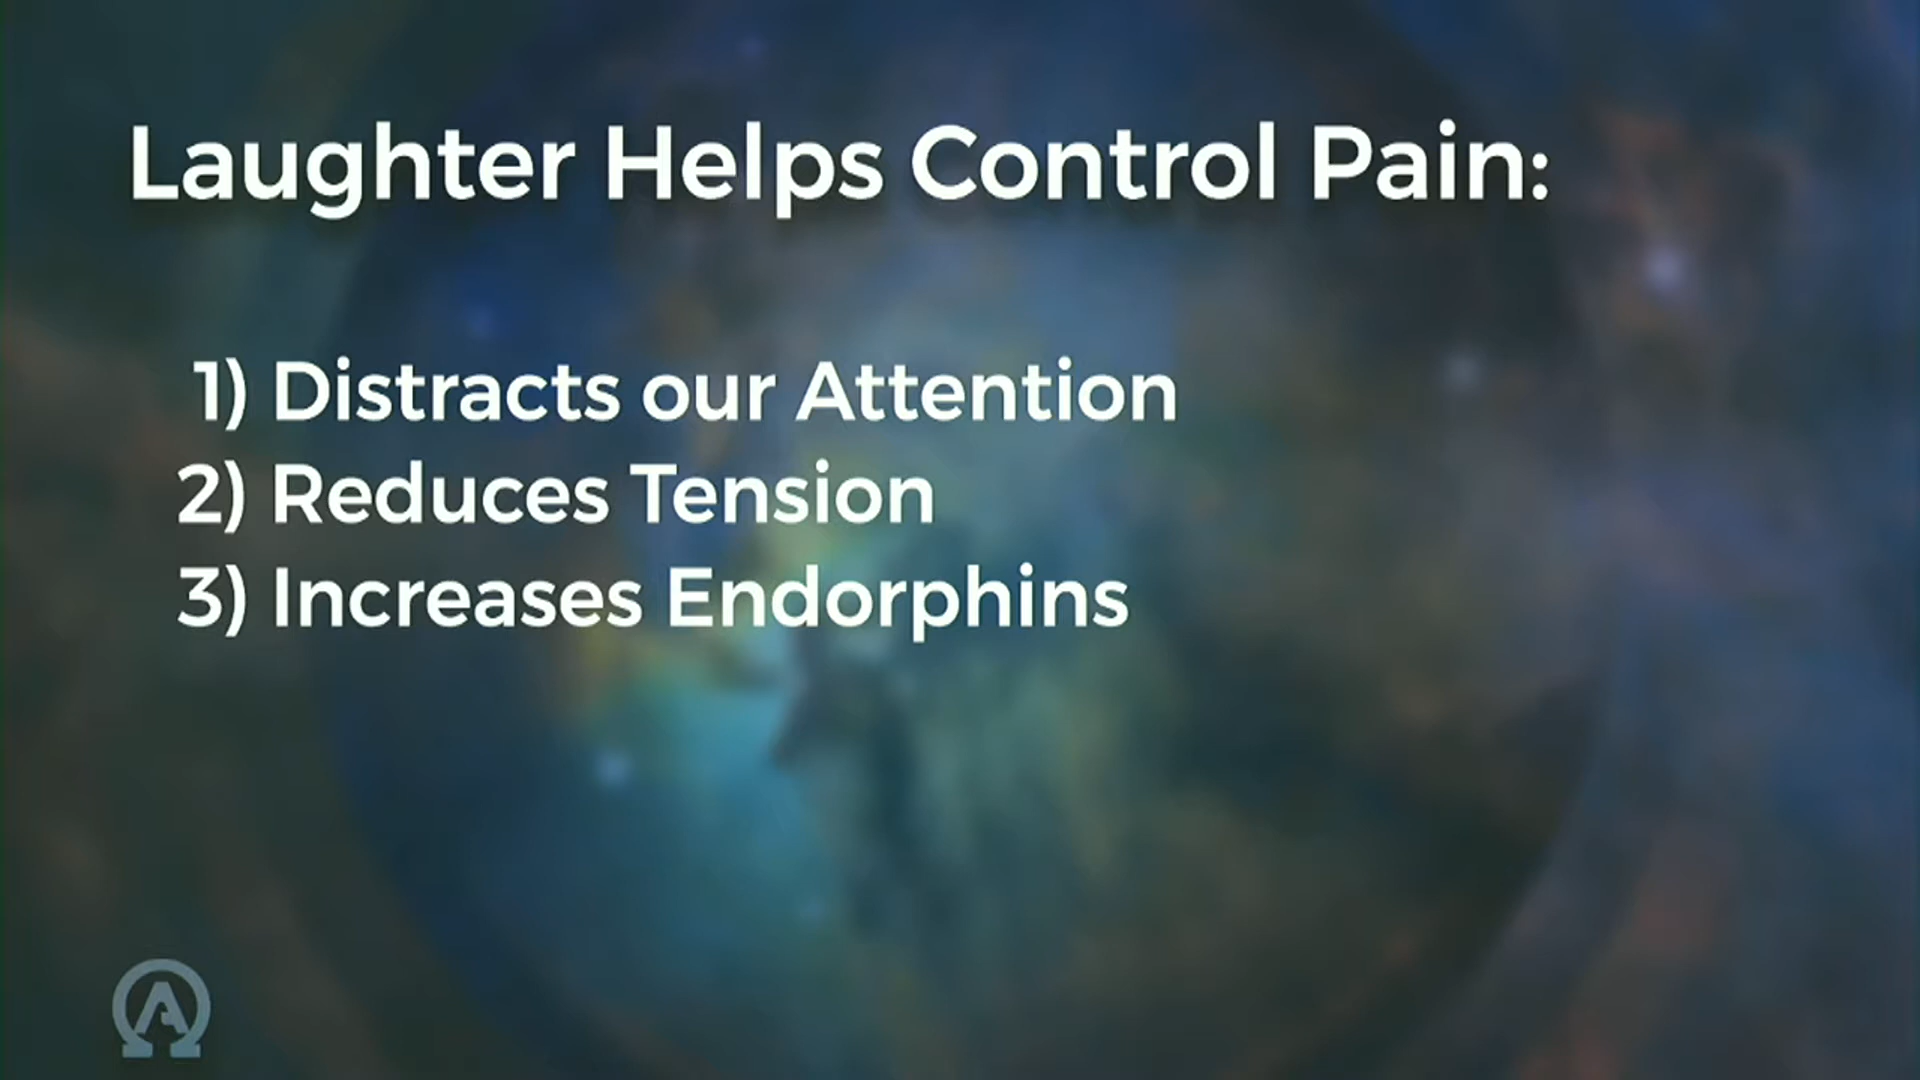 Laughter Helps Control Pain:
1) Distracts our Attention
2) Reduces Tension
3) Increases Endorphins